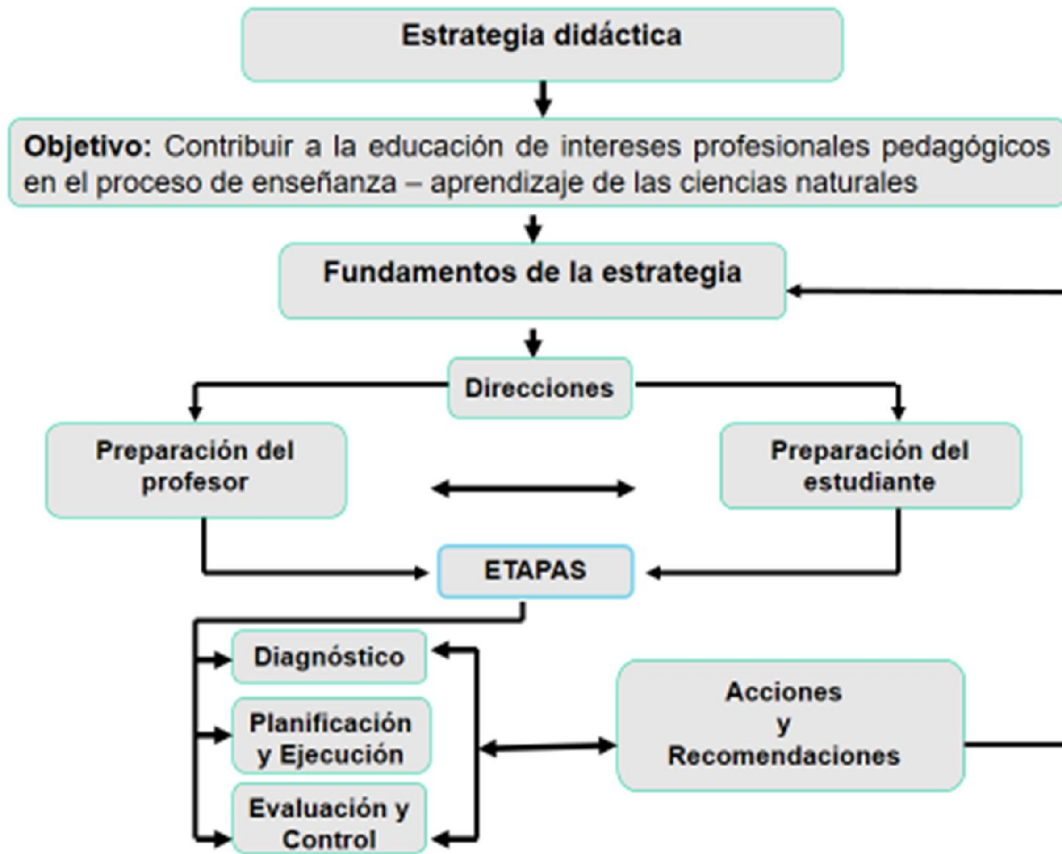 Estrategia didáctica
Objetivo: Contribuir a la educación de intereses profesionales pedagógicos
en el proceso de enseñanza – aprendizaje de las ciencias naturales
Fundamentos de la estrategia
Direcciones
Preparación del
profesor
Preparación del
estudiante
ETAPAS
Diagnóstico
Planificación
y Ejecución
Evaluación y
Control
Acciones
y
Recomendaciones